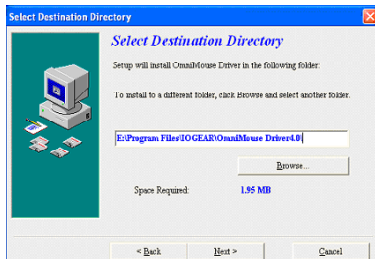 Select Destination Directory
Select Destination Directory
Setup will install OmniMouse Driver in the following folder:
To install to a different folder, click Browse and select another folder.
E:\Program Files\IOGEAR\OmniMouse Driver4.0\
Browse...
Space Required: 1.95 MB
< Back Next > Cancel